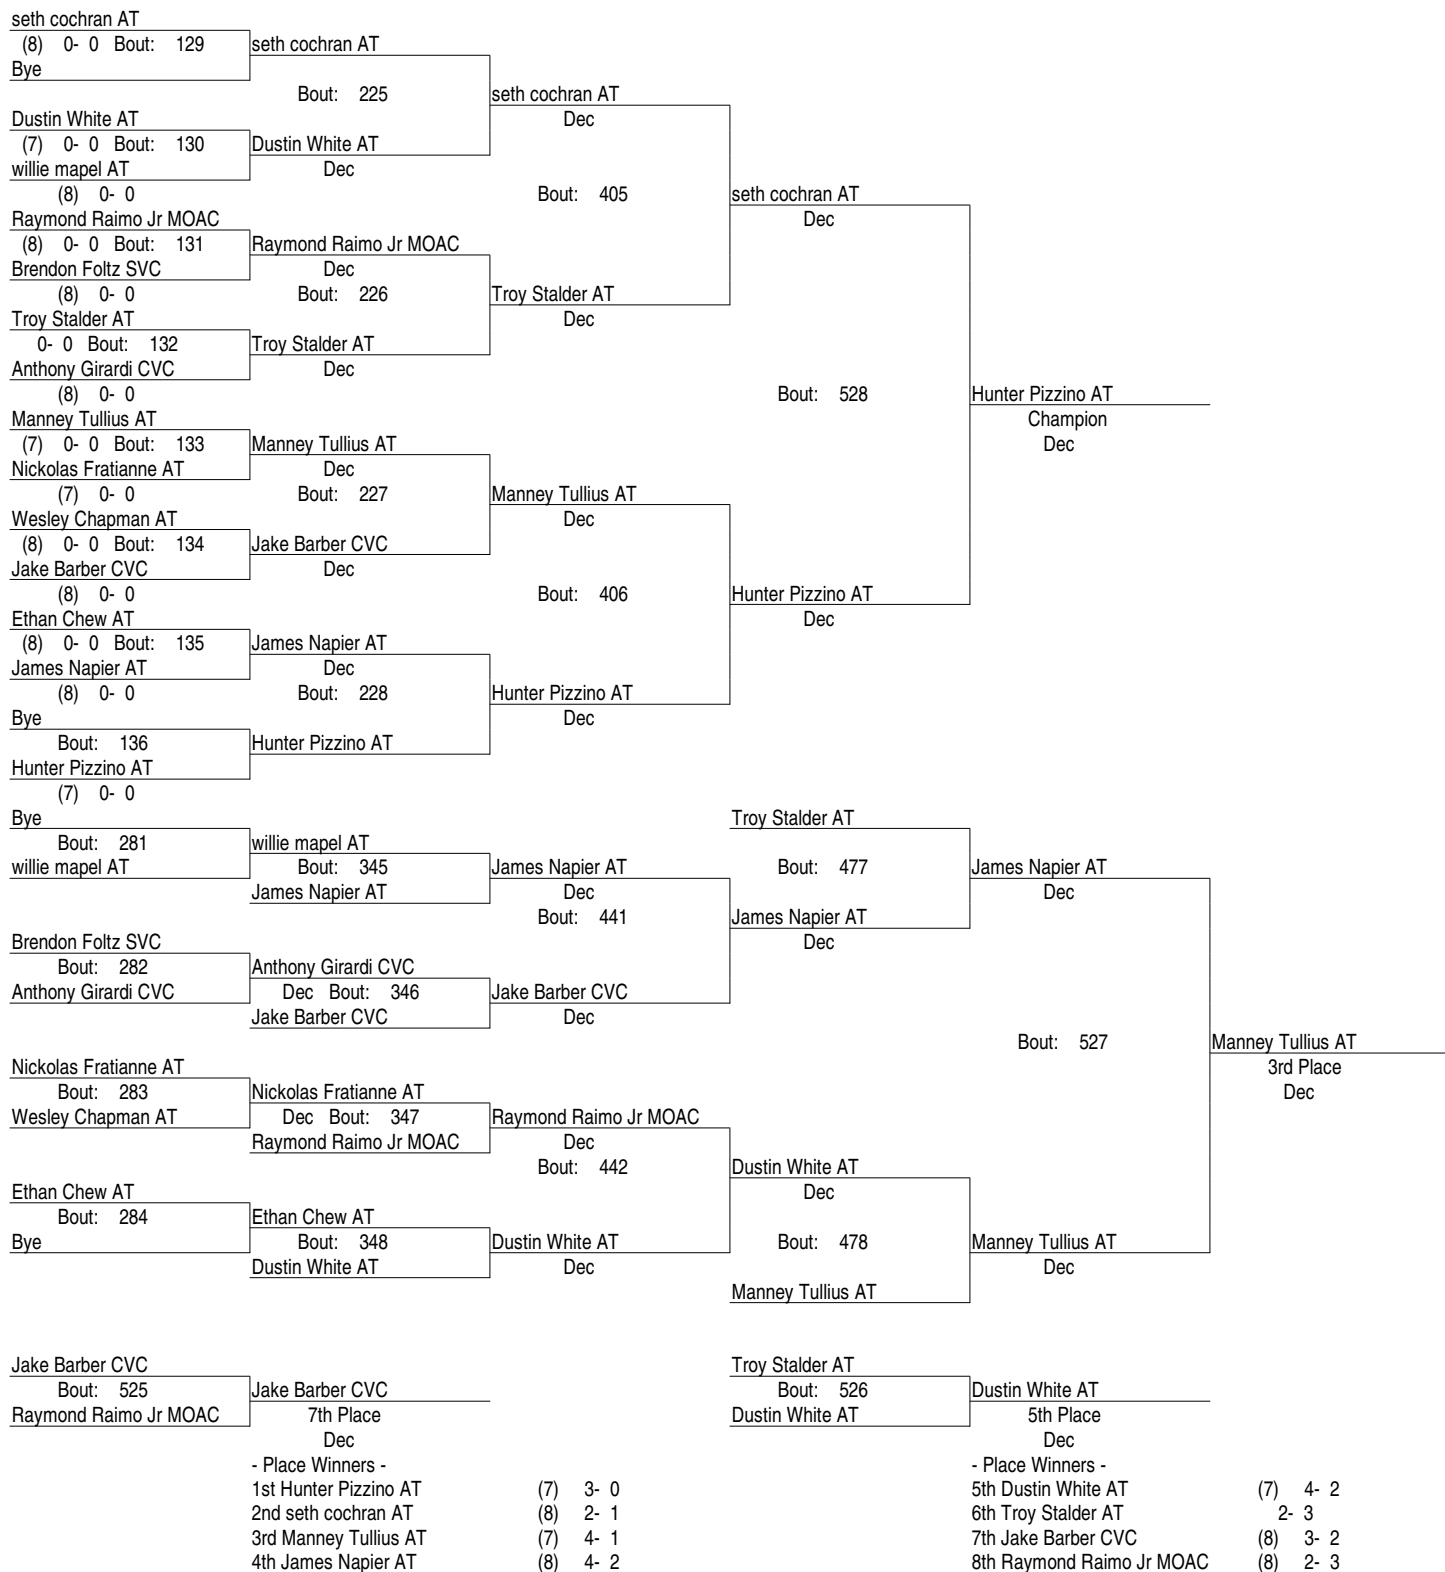 seth cochran AT
(8) 0- 0 Bout: 129 seth cochran AT
Bye
Bout: 225 seth cochran AT
Dustin White AT Dec
(7) 0- 0 Bout: 130 Dustin White AT
willie mapel AT Dec
(8) 0- 0 Bout: 405 seth cochran AT
Raymond Raimo Jr MOAC Dec
(8) 0- 0 Bout: 131 Raymond Raimo Jr MOAC
Brendon Foltz SVC Dec
(8) 0- 0 Bout: 226 Troy Stalder AT
Troy Stalder AT Dec
0- 0 Bout: 132 Troy Stalder AT
Anthony Girardi CVC Dec
(8) 0- 0 Bout: 528 Hunter Pizzino AT
Manney Tullius AT Champion
(7) 0- 0 Bout: 133 Manney Tullius AT Dec
Nickolas Fratianne AT Dec
(7) 0- 0 Bout: 227 Manney Tullius AT
Wesley Chapman AT Dec
(8) 0- 0 Bout: 134 Jake Barber CVC
Jake Barber CVC Dec
(8) 0- 0 Bout: 406 Hunter Pizzino AT
Ethan Chew AT Dec
(8) 0- 0 Bout: 135 James Napier AT
James Napier AT Dec
(8) 0- 0 Bout: 228 Hunter Pizzino AT
Bye Dec
Bout: 136 Hunter Pizzino AT
Hunter Pizzino AT
(7) 0- 0
Bye Troy Stalder AT
Bout: 281 willie mapel AT
willie mapel AT Bout: 345 James Napier AT Bout: 477 James Napier AT
James Napier AT Dec Dec
Bout: 441 James Napier AT
Brendon Foltz SVC Dec
Bout: 282 Anthony Girardi CVC
Anthony Girardi CVC Dec Bout: 346 Jake Barber CVC
Jake Barber CVC Dec
Bout: 527 Manney Tullius AT
Nickolas Fratianne AT 3rd Place
Bout: 283 Nickolas Fratianne AT Dec
Wesley Chapman AT Dec Bout: 347 Raymond Raimo Jr MOAC
Raymond Raimo Jr MOAC Dec
Bout: 442 Dustin White AT
Ethan Chew AT Dec
Bout: 284 Ethan Chew AT
Bye Bout: 348 Dustin White AT Bout: 478 Manney Tullius AT
Dustin White AT Dec Dec
Manney Tullius AT
Jake Barber CVC Troy Stalder AT
Bout: 525 Jake Barber CVC Bout: 526 Dustin White AT
Raymond Raimo Jr MOAC 7th Place Dustin White AT 5th Place
Dec Dec
- Place Winners - - Place Winners -
1st Hunter Pizzino AT (7) 3- 0 5th Dustin White AT (7) 4- 2
2nd seth cochran AT (8) 2- 1 6th Troy Stalder AT 2- 3
3rd Manney Tullius AT (7) 4- 1 7th Jake Barber CVC (8) 3- 2
4th James Napier AT (8) 4- 2 8th Raymond Raimo Jr MOAC (8) 2- 3